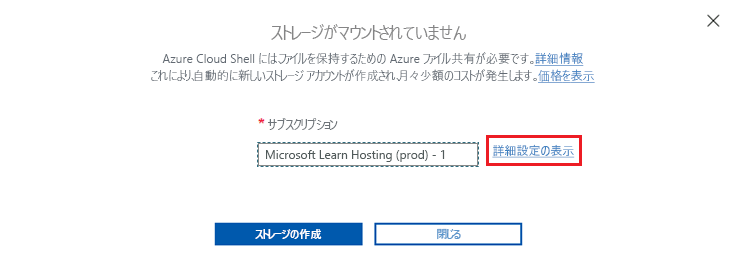 ストレージがマウントされていません
Azure Cloud Shell にはファイルを保持するための Azure ファイル共有が必要です。詳細情報
これにより、自動的に新しいストレージ アカウントが作成され、月々少額のコストが発生します。価格を表示
* サブスクリプション
Microsoft Learn Hosting (prod) - 1
詳細設定の表示
ストレージの作成
閉じる